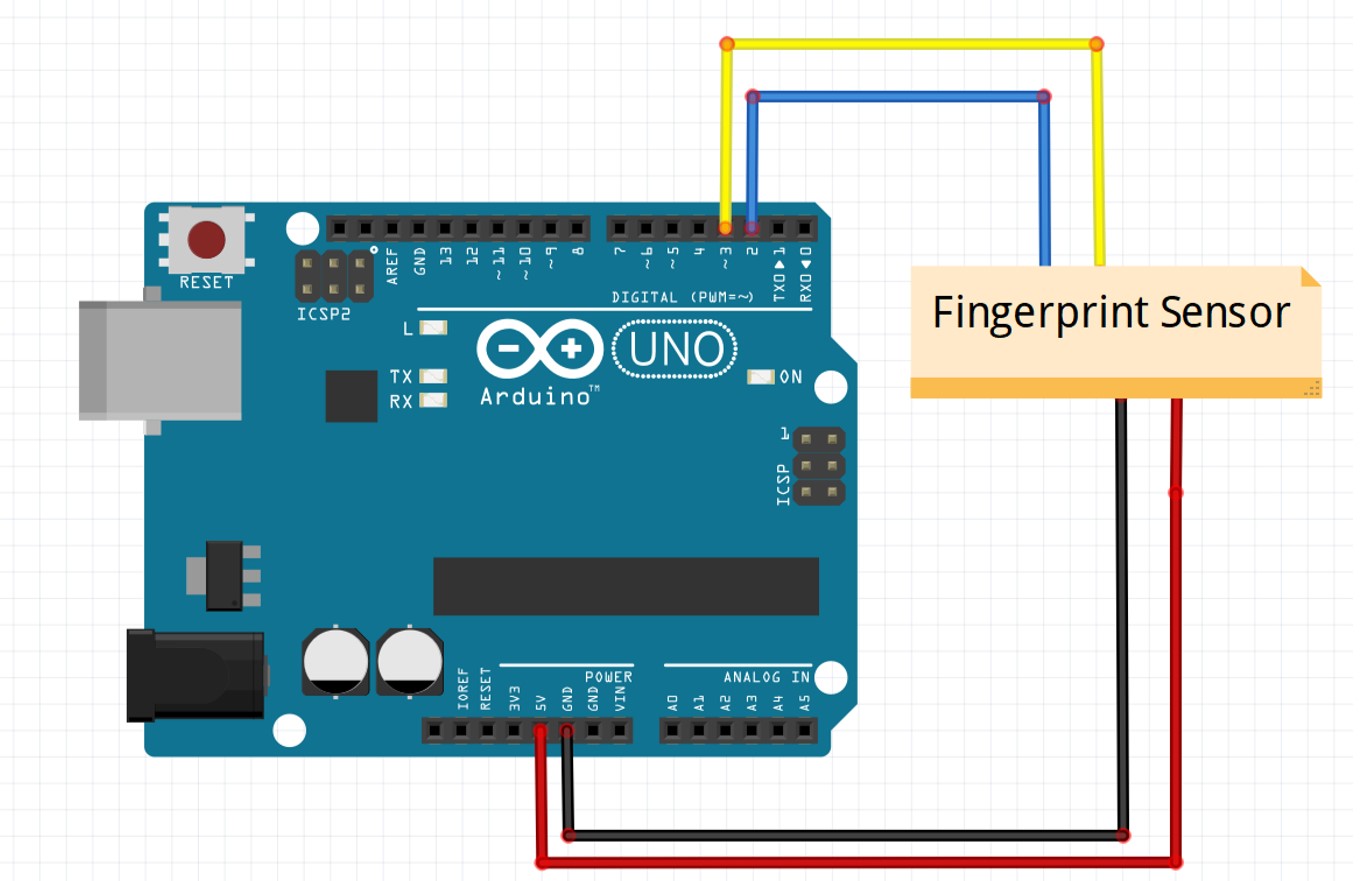 RESET
ICSP2
AREF
GND
13
12
~11
~10
~9
8
7
~6
~5
4
~3
2
TX0▶1
RX0◀0
DIGITAL (PWM=~)
L
TX
RX
Arduino™
UNO
ON
1
ICSP
Fingerprint Sensor
POWER
ANALOG IN
IOREF
RESET
3V3
5V
GND
GND
VIN
A0
A1
A2
A3
A4
A5